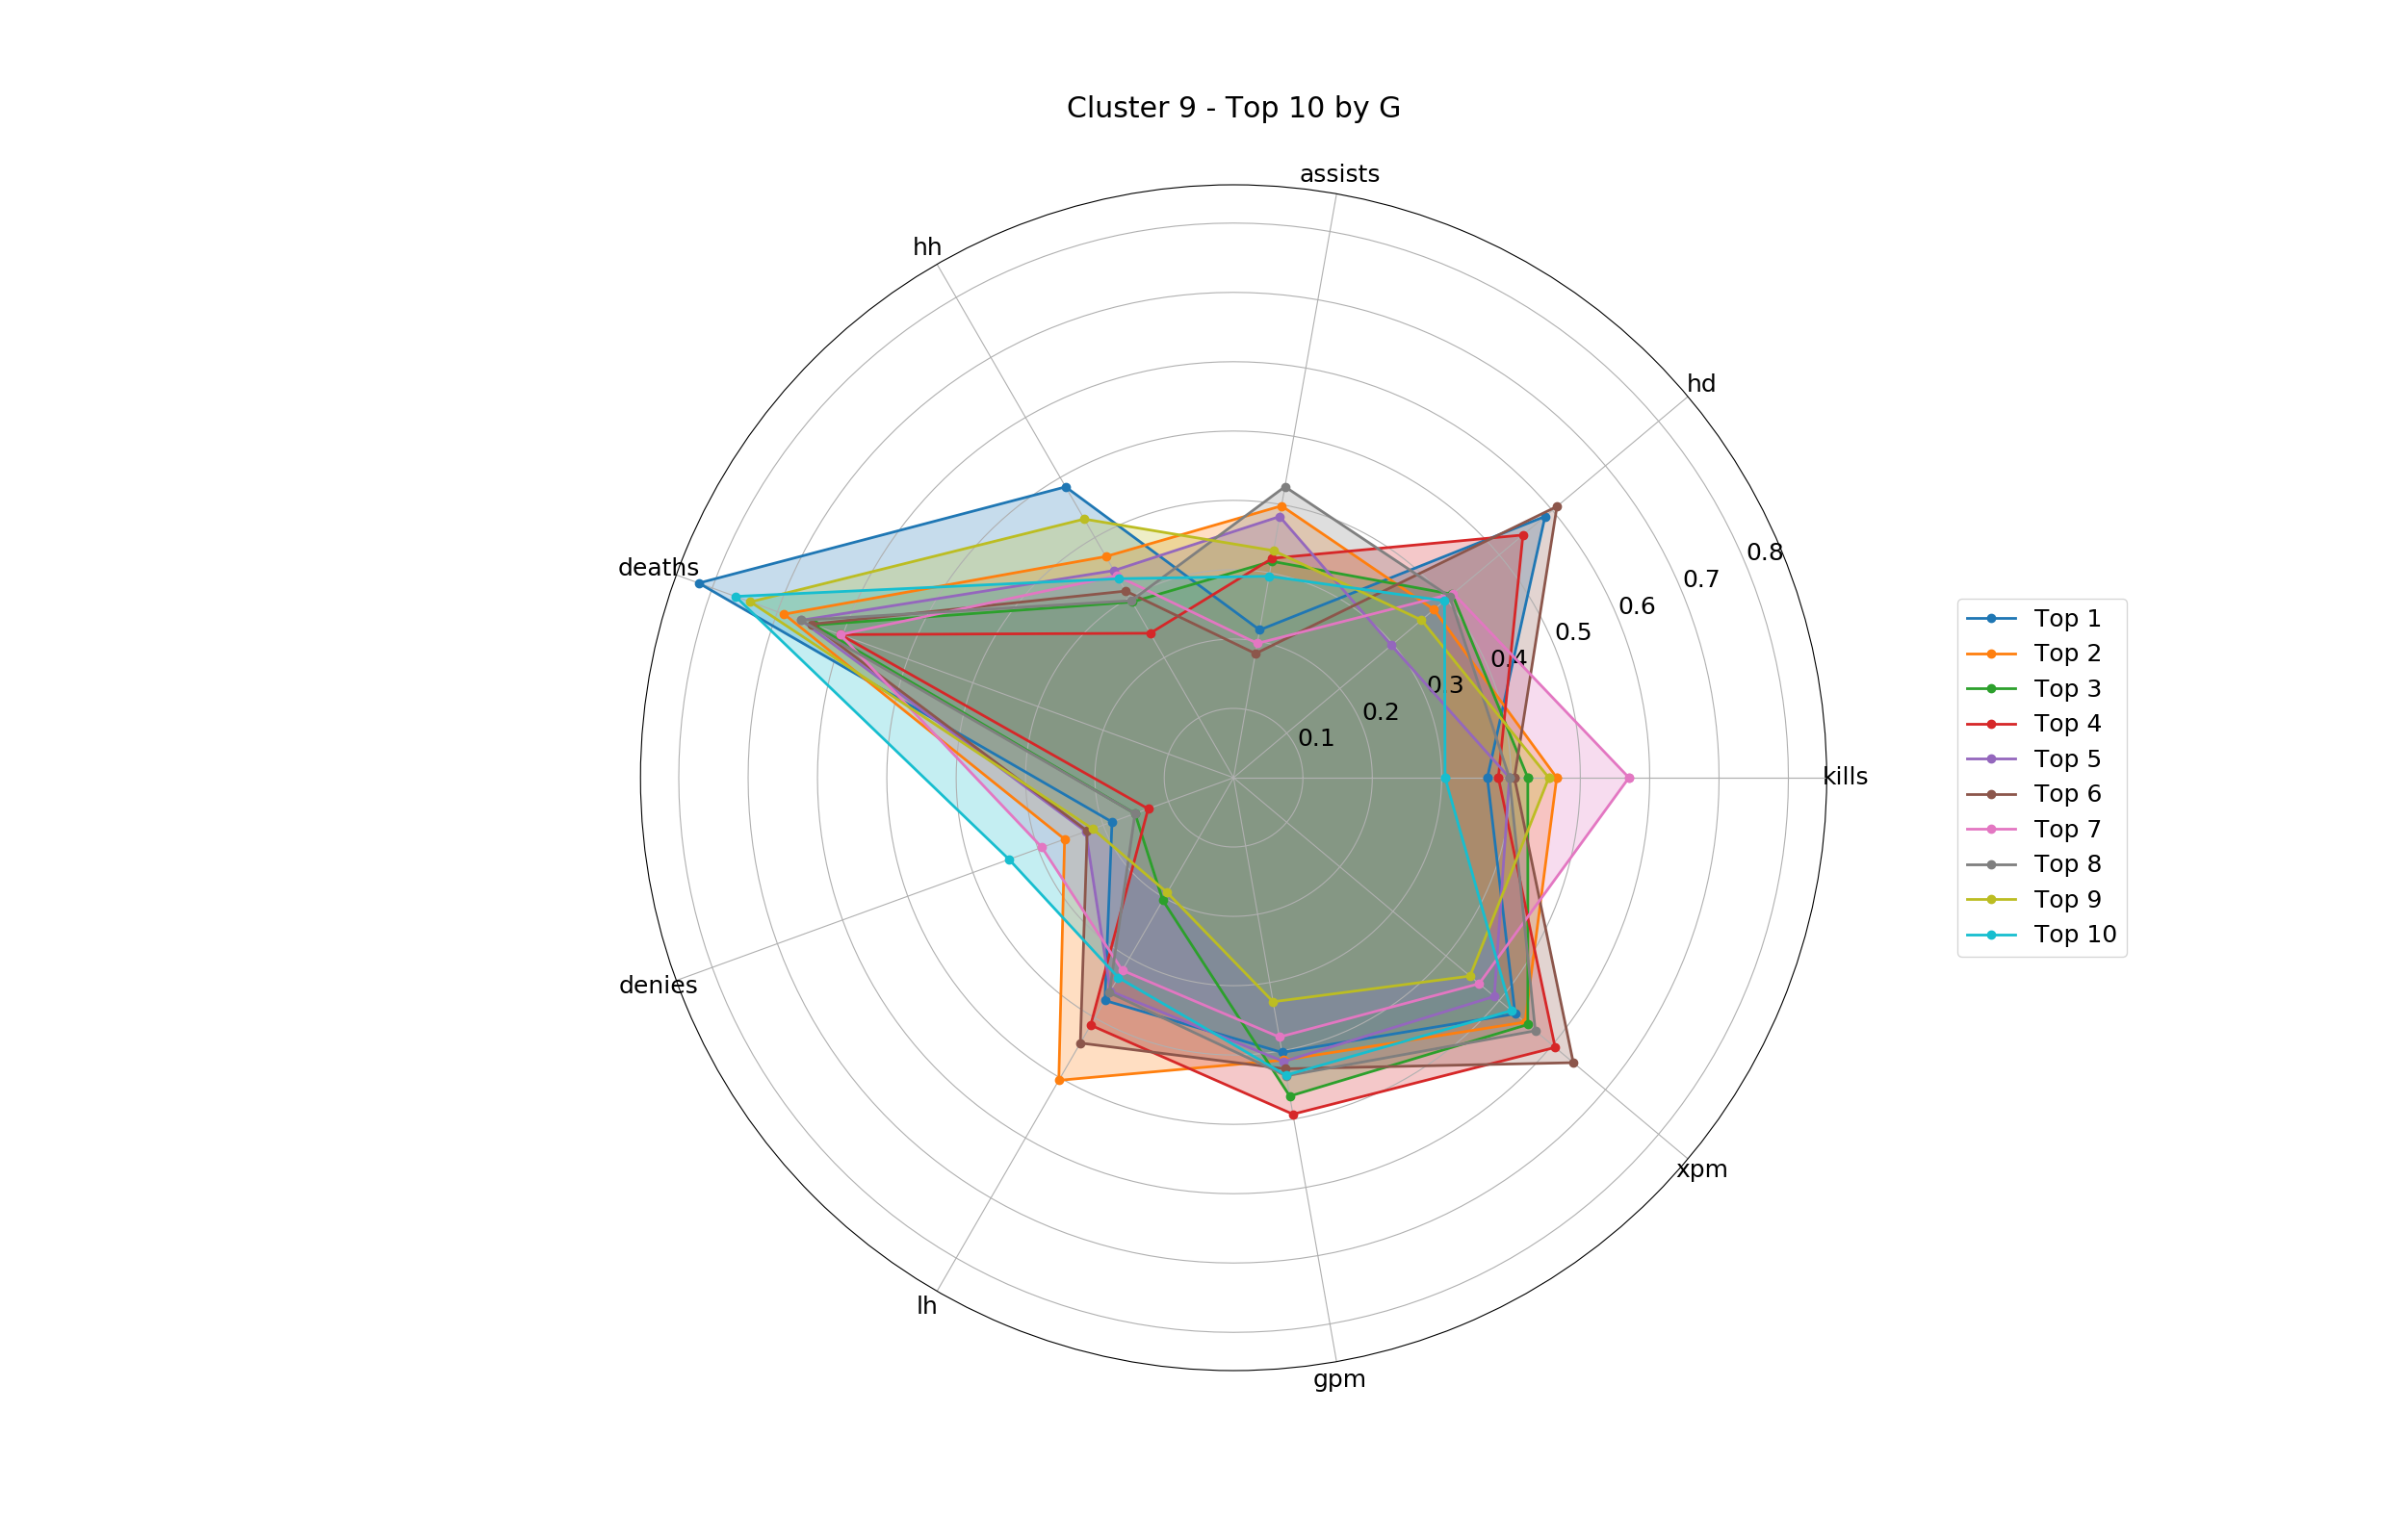 Cluster 9 - Top 10 by G
assists
hh
hd
deaths
kills
denies
xpm
lh
gpm
0.1
0.2
0.3
0.4
0.5
0.6
0.7
0.8
Top 1
Top 2
Top 3
Top 4
Top 5
Top 6
Top 7
Top 8
Top 9
Top 10